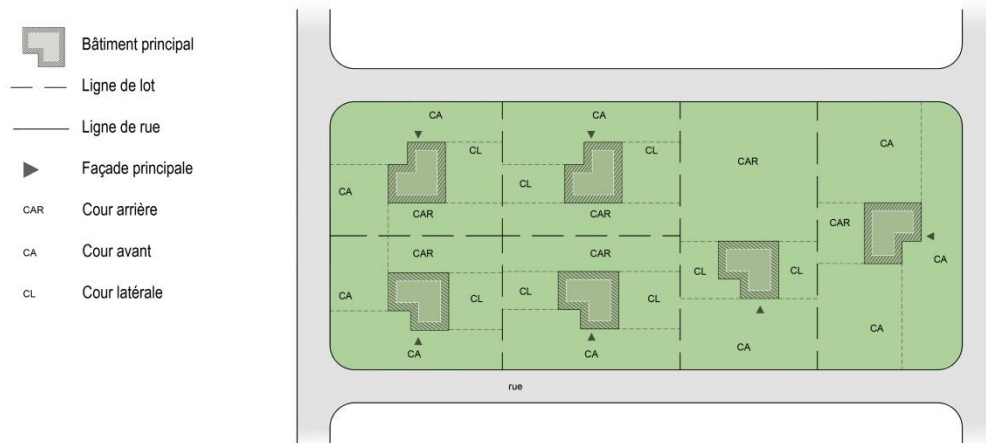 Bâtiment principal
Ligne de lot
Ligne de rue
Façade principale
CAR Cour arrière
CA Cour avant
CL Cour latérale
CA CA
CA
CL CL
CAR
CA CL
CAR CAR CAR
CAR CAR
CA
CL CL
CA CL CL CL
CA
CA CA
CA
rue